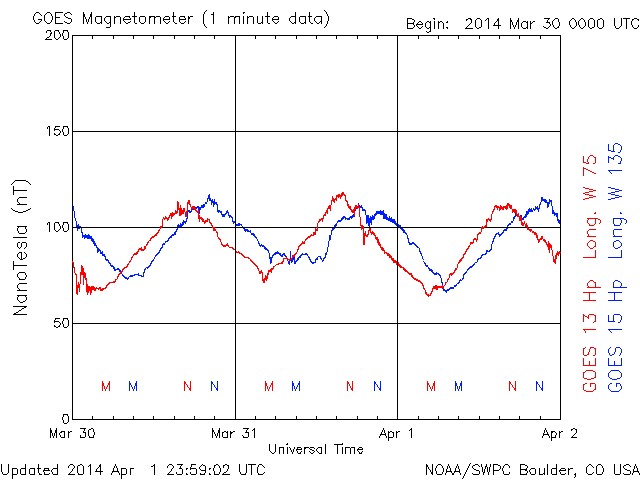 GOES Magnetometer (1 minute data)
Begin: 2014 Mar 30 0000 UTC
200
150
100
50
0
NanoTesla (nT)
M M N N M M N N M M N N
Mar 30 Mar 31 Apr 1 Apr 2
Universal Time
GOES 13 Hp Long. W 75
GOES 15 Hp Long. W 135
Updated 2014 Apr 1 23:59:02 UTC
NOAA/SWPC Boulder, CO USA